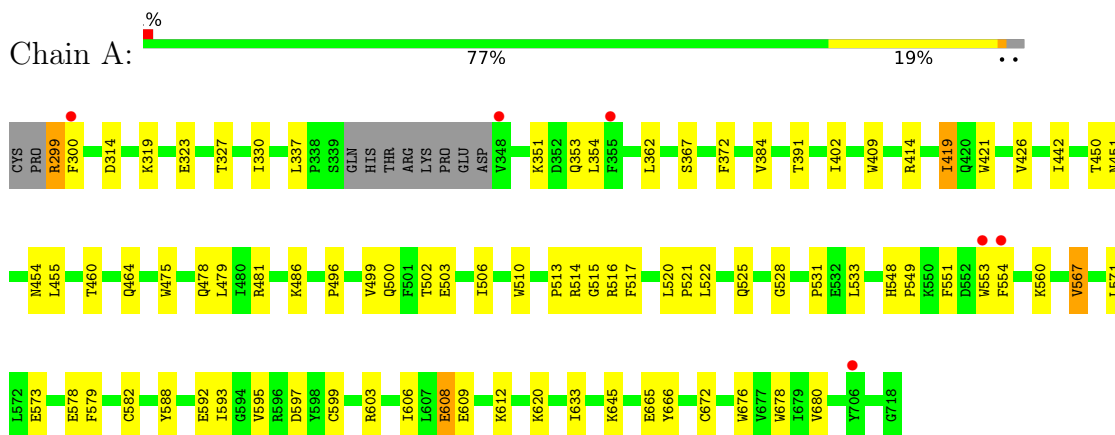 .%
Chain A:
77% 19% • •
CYS PRO R299 F300 D314 K319 E323 T327 I330 L337 P338 S339 GLN HIS THR ARG LYS PRO GLU ASP V348 K351 D352 Q353 L354 F355 L362 S367 F372 V384 T391 I402 W409 R414 I419 Q420 W421 V426 I442 T450 N451
N454 L455 T460 Q464 W475 Q478 L479 I480 R481 K486 P496 V499 Q500 F501 T502 E503 I506 W510 P513 R514 G515 R516 F517 L520 P521 L522 Q525 G528 P531 E532 L533 H548 P549 K550 F551 D552 W553 F554 K560 V567 L571
L572 E573 E578 F579 C582 Y588 E592 I593 G594 V595 R596 D597 Y598 C599 R603 I606 L607 E608 E609 K612 K620 I633 K645 E665 Y666 C672 W676 V677 W678 I679 V680 Y706 G718